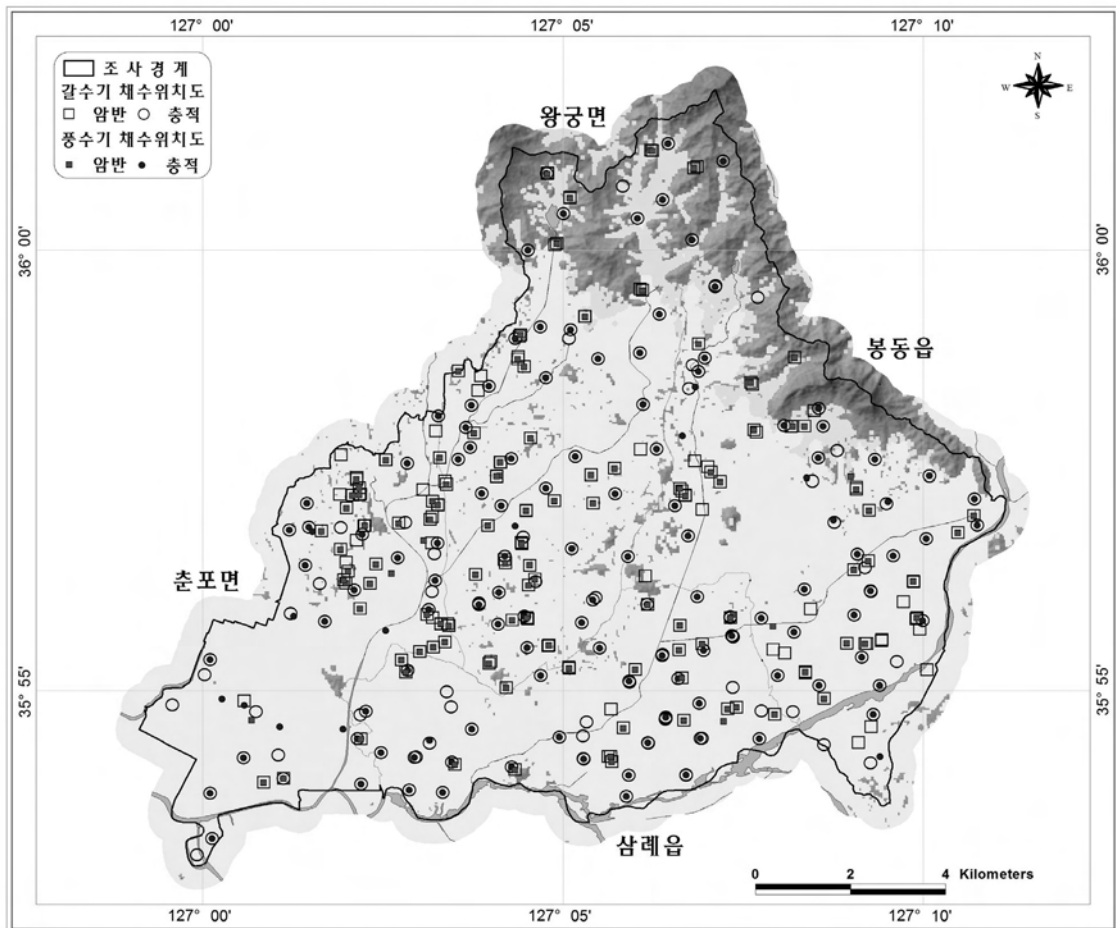 127° 00'
127° 05'
127° 10'
조 사 경 계
갈수기 채수위치도
암반 충적
풍수기 채수위치도
암반 충적
N
W E
S
왕궁면
36° 00'
36° 00'
봉동읍
춘포면
35° 55'
35° 55'
삼례읍
0 2 4 Kilometers
127° 00'
127° 05'
127° 10'